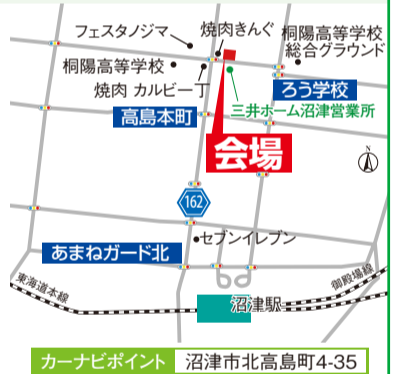 フェスタノジマ
焼肉きんぐ
桐陽高等学校
総合グラウンド
桐陽高等学校
焼肉 カルビ一丁
ろう学校
三井ホーム沼津営業所
高島本町
会場
N
162
セブンイレブン
あまねガード北
東海道本線
御殿場線
沼津駅
カーナビポイント 沼津市北高島町4-35